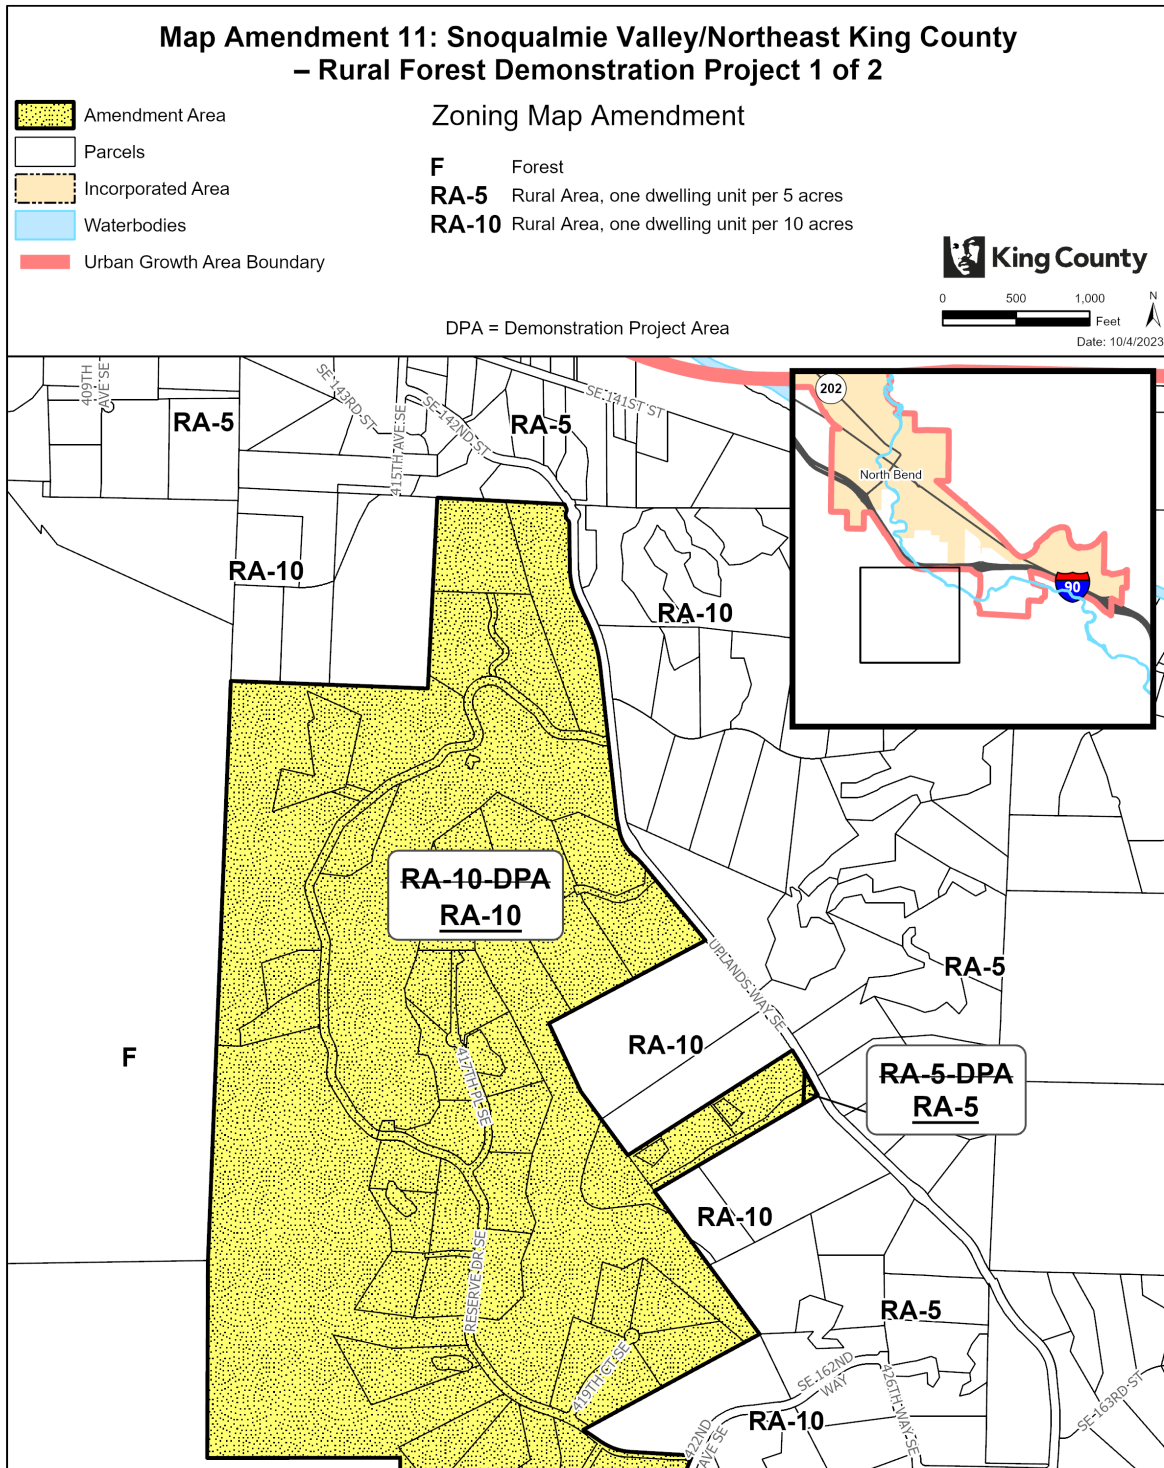 Map Amendment 11: Snoqualmie Valley/Northeast King County
– Rural Forest Demonstration Project 1 of 2
Amendment Area
Parcels
Incorporated Area
Waterbodies
Urban Growth Area Boundary
Zoning Map Amendment
F Forest
RA-5 Rural Area, one dwelling unit per 5 acres
RA-10 Rural Area, one dwelling unit per 10 acres
DPA = Demonstration Project Area
King County
0 500 1,000
Feet
N
Date: 10/4/2023
409TH
AVE SE
SE 143RD ST
415TH AVE SE
SE 142ND ST
SE 141ST ST
RA-5
RA-5
202
North Bend
90
RA-10
RA-10
RA-10-DPA
RA-10
UPLANDS WAY SE
RA-5
RA-10
F
417TH PL SE
RA-5-DPA
RA-5
RA-10
RESERVE DR SE
RA-5
419TH CT SE
SE 162ND
WAY
426TH WAY SE
SE 163RD ST
RA-10
422ND
AVE SE